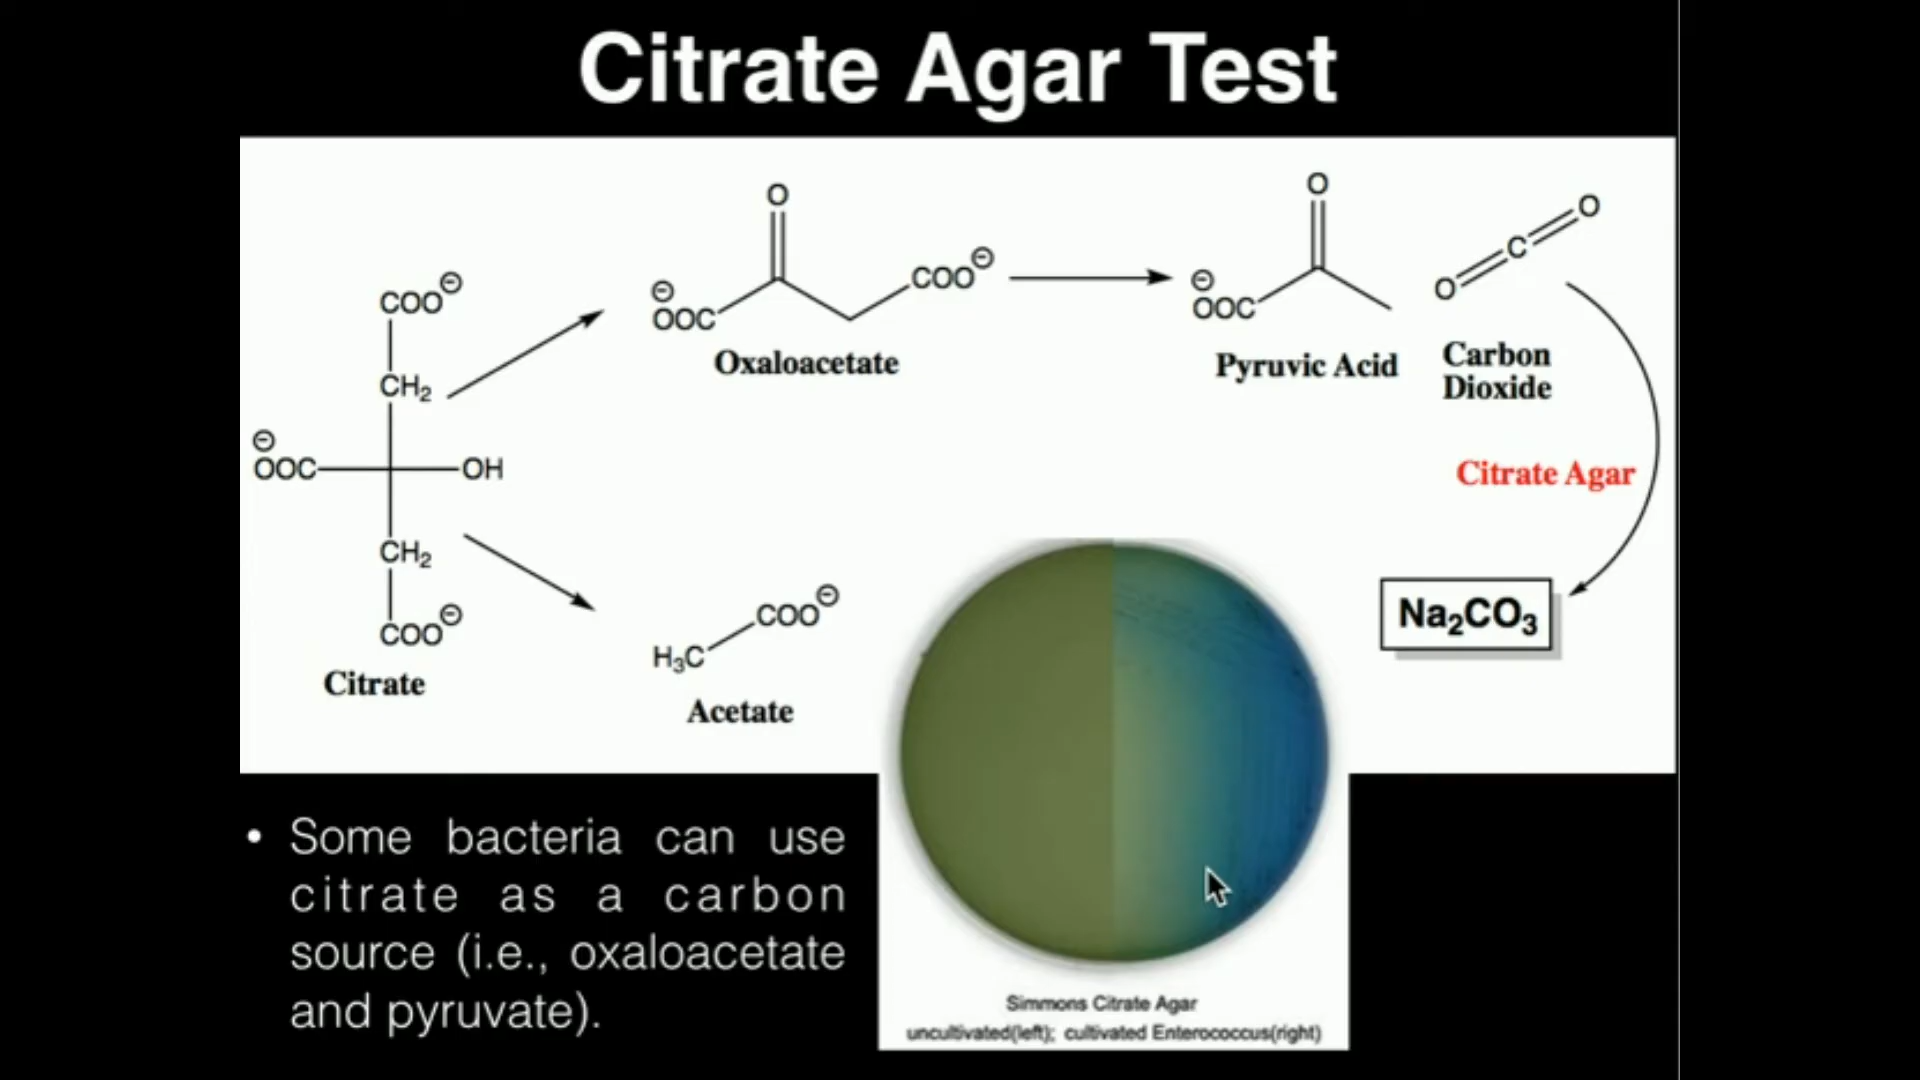 Citrate Agar Test
COO⊖
CH₂
⊖OOC
OH
CH₂
COO⊖
Citrate
O
⊖OOC
COO⊖
Oxaloacetate
O
⊖OOC
Pyruvic Acid
O
C
O
Carbon
Dioxide
Citrate Agar
Na₂CO₃
H₃C
COO⊖
Acetate
• Some bacteria can use
citrate as a carbon
source (i.e., oxaloacetate
and pyruvate).
Simmons Citrate Agar
uncultivated(left); cultivated Enterococcus(right)